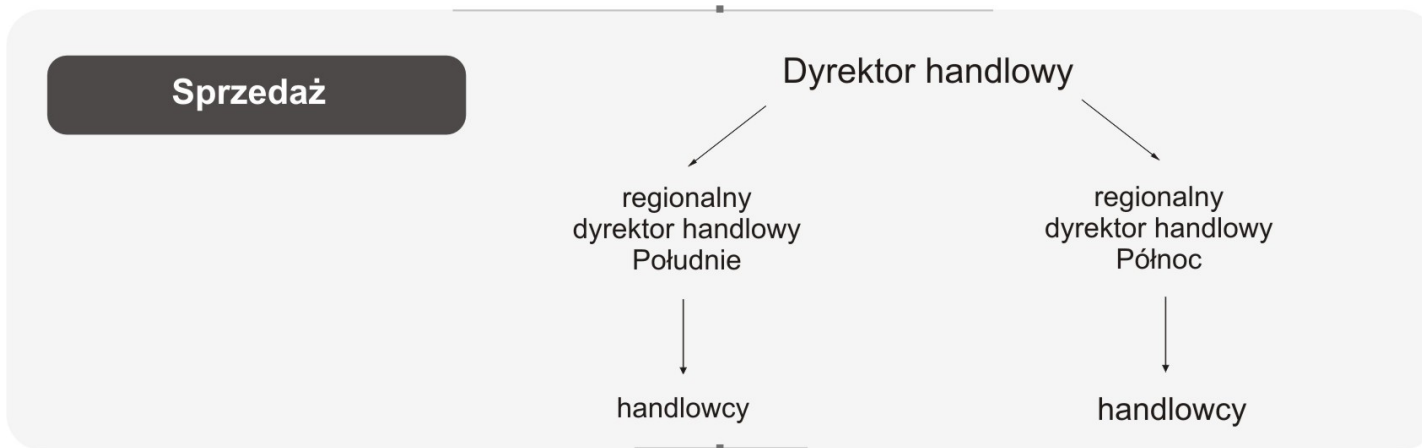 Sprzedaż
Dyrektor handlowy
regionalny
dyrektor handlowy
Południe
regionalny
dyrektor handlowy
Północ
handlowcy
handlowcy